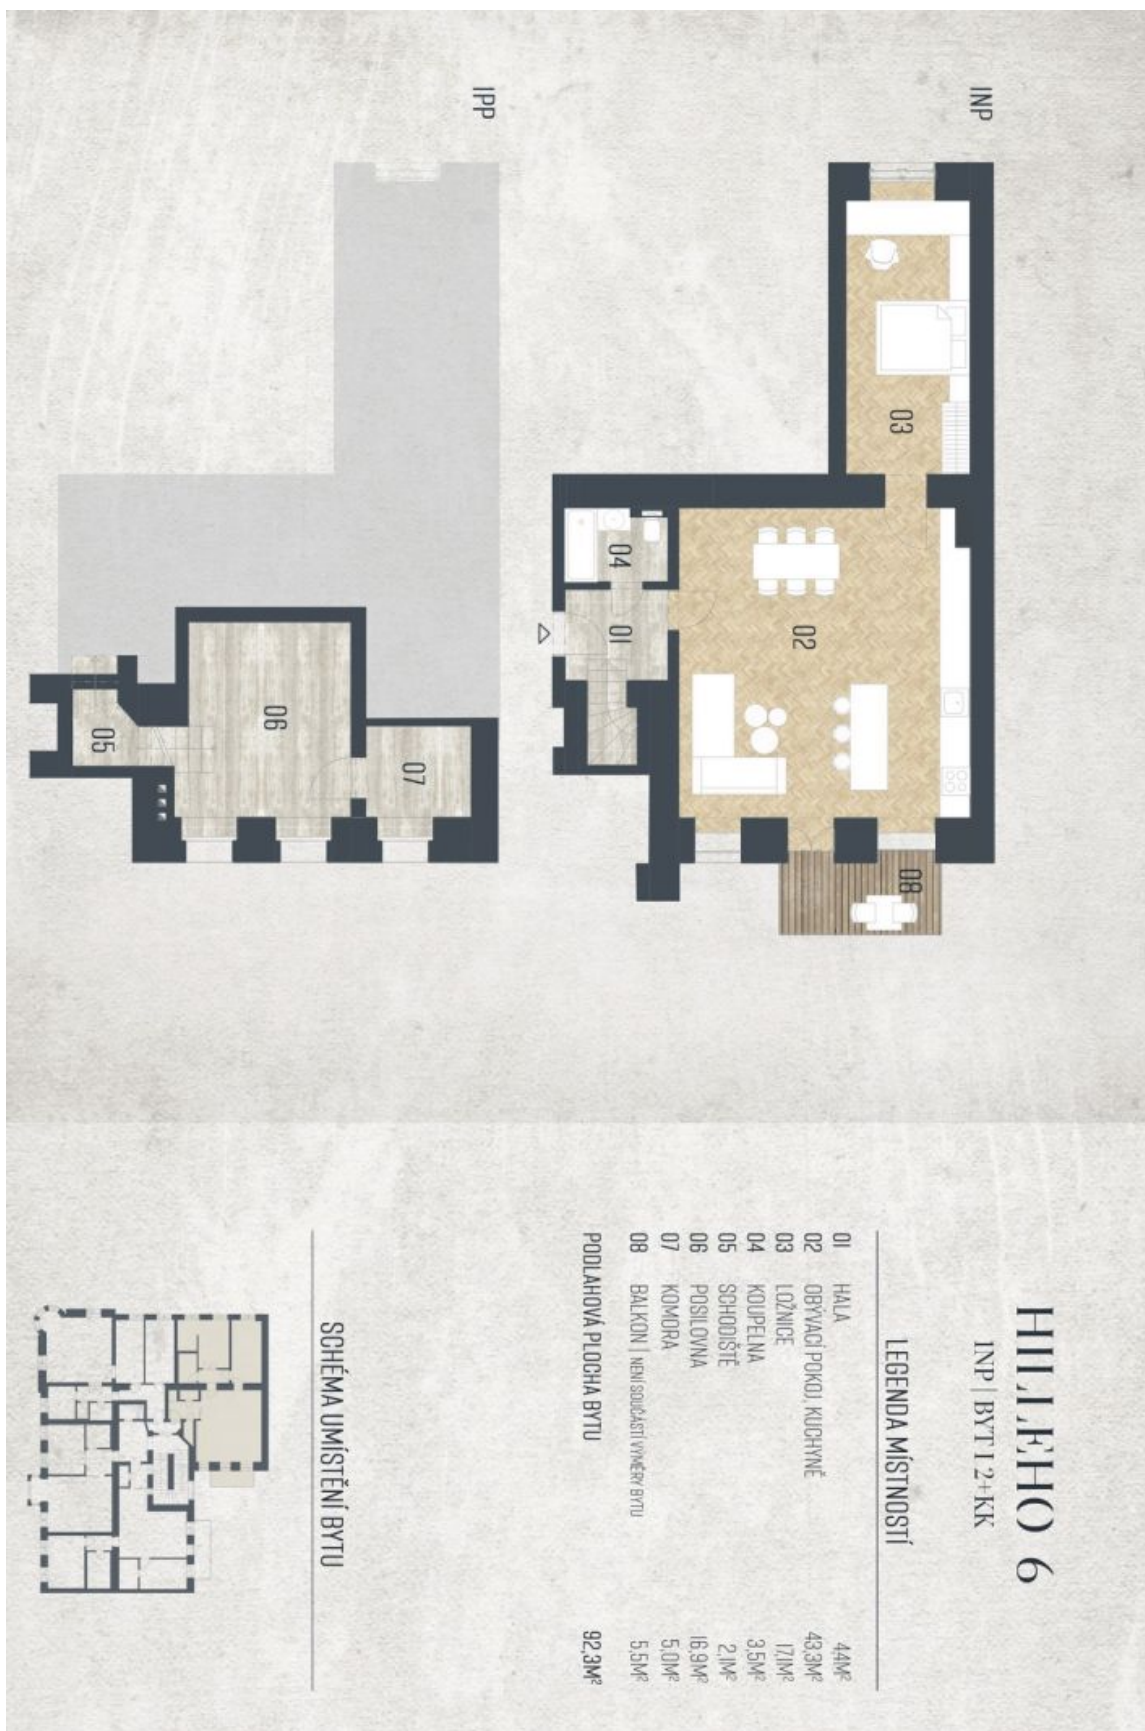 HILLEHO 6
1NP | BYT 1 2+KK
LEGENDA MÍSTNOSTÍ
01 HALA 4,4M²
02 OBÝVACÍ POKOJ, KUCHYNĚ 43,3M²
03 LOŽNICE 17,1M²
04 KOUPELNA 3,5M²
05 SCHODIŠTĚ 2,1M²
06 POSILOVNA 16,9M²
07 KOMORA 5,0M²
08 BALKON | NENÍ SOUČÁSTÍ VÝMĚRY BYTU 5,5M²
PODLAHOVÁ PLOCHA BYTU 92,3M²
SCHÉMA UMÍSTĚNÍ BYTU
1NP
03
02
04
01
08
1PP
07
06
05